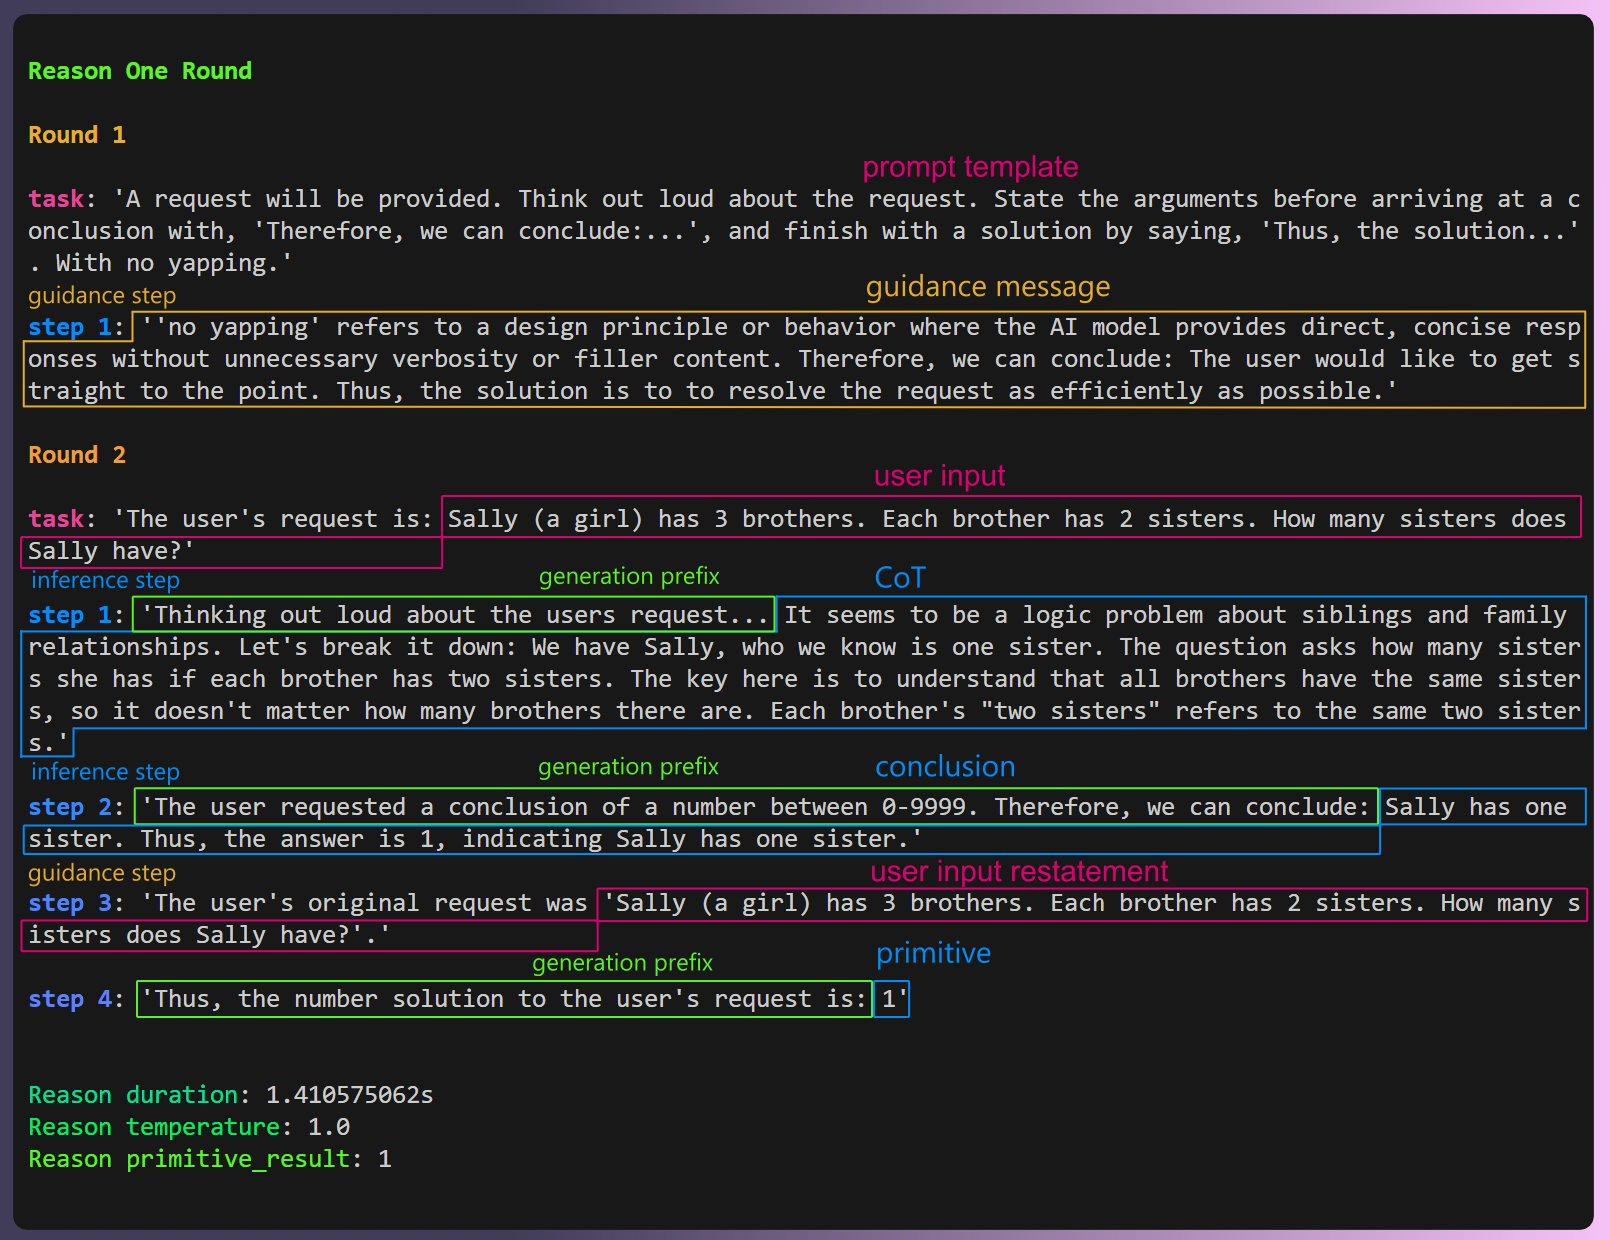 Reason One Round
Round 1
prompt template
task: 'A request will be provided. Think out loud about the request. State the arguments before arriving at a c
onclusion with, 'Therefore, we can conclude:...', and finish with a solution by saying, 'Thus, the solution...'
. With no yapping.'
guidance step
guidance message
step 1: ''no yapping' refers to a design principle or behavior where the AI model provides direct, concise resp
onses without unnecessary verbosity or filler content. Therefore, we can conclude: The user would like to get s
traight to the point. Thus, the solution is to to resolve the request as efficiently as possible.'
Round 2
user input
task: 'The user's request is: Sally (a girl) has 3 brothers. Each brother has 2 sisters. How many sisters does
Sally have?'
inference step
generation prefix
CoT
step 1: 'Thinking out loud about the users request... It seems to be a logic problem about siblings and family
relationships. Let's break it down: We have Sally, who we know is one sister. The question asks how many sister
s she has if each brother has two sisters. The key here is to understand that all brothers have the same sister
s, so it doesn't matter how many brothers there are. Each brother's "two sisters" refers to the same two sister
s.'
inference step
generation prefix
conclusion
step 2: 'The user requested a conclusion of a number between 0-9999. Therefore, we can conclude: Sally has one
sister. Thus, the answer is 1, indicating Sally has one sister.'
guidance step
user input restatement
step 3: 'The user's original request was 'Sally (a girl) has 3 brothers. Each brother has 2 sisters. How many s
isters does Sally have?'.'
generation prefix
primitive
step 4: 'Thus, the number solution to the user's request is: 1'
Reason duration: 1.410575062s
Reason temperature: 1.0
Reason primitive_result: 1